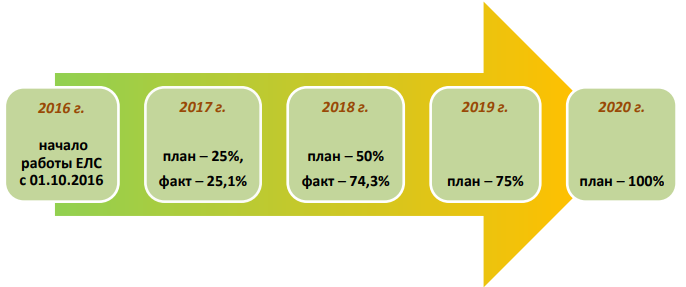 2016 г.
начало
работы ЕЛС
с 01.10.2016
2017 г.
план – 25%,
факт – 25,1%
2018 г.
план – 50%
факт – 74,3%
2019 г.
план – 75%
2020 г.
план – 100%